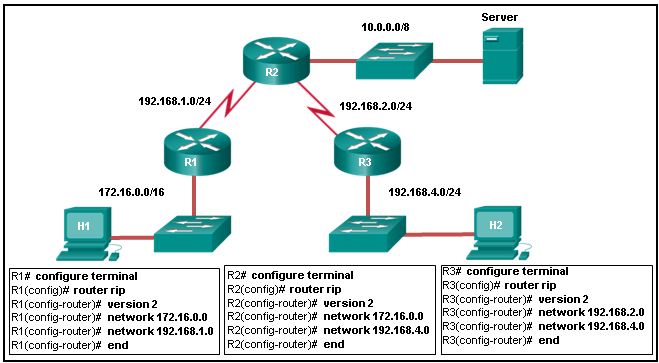 Server
10.0.0.0/8
R2
192.168.1.0/24
192.168.2.0/24
R1
R3
172.16.0.0/16
192.168.4.0/24
H1
H2
R1# configure terminal
R1(config)# router rip
R1(config-router)# version 2
R1(config-router)# network 172.16.0.0
R1(config-router)# network 192.168.1.0
R1(config-router)# end
R2# configure terminal
R2(config)# router rip
R2(config-router)# version 2
R2(config-router)# network 172.16.0.0
R2(config-router)# network 192.168.4.0
R2(config-router)# end
R3# configure terminal
R3(config)# router rip
R3(config-router)# version 2
R3(config-router)# network 192.168.2.0
R3(config-router)# network 192.168.4.0
R3(config-router)# end